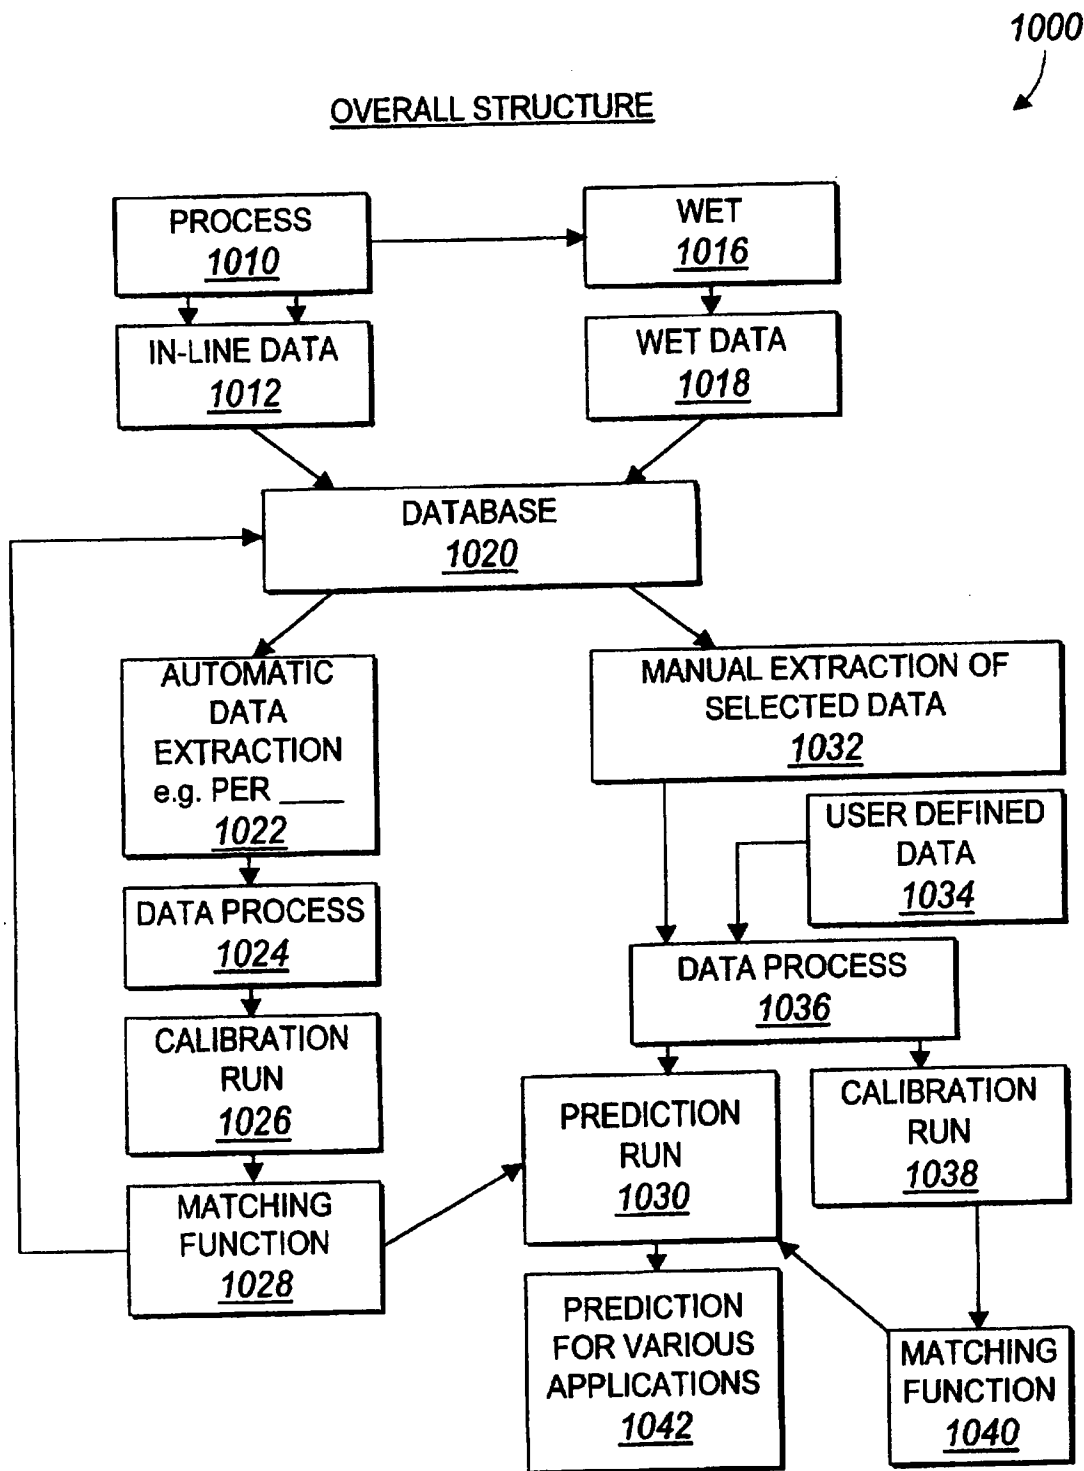 1000
OVERALL STRUCTURE
PROCESS
1010
WET
1016
IN-LINE DATA
1012
WET DATA
1018
DATABASE
1020
AUTOMATIC
DATA
EXTRACTION
e.g. PER ____
1022
MANUAL EXTRACTION OF
SELECTED DATA
1032
USER DEFINED
DATA
1034
DATA PROCESS
1024
DATA PROCESS
1036
CALIBRATION
RUN
1026
PREDICTION
RUN
1030
CALIBRATION
RUN
1038
MATCHING
FUNCTION
1028
PREDICTION
FOR VARIOUS
APPLICATIONS
1042
MATCHING
FUNCTION
1040